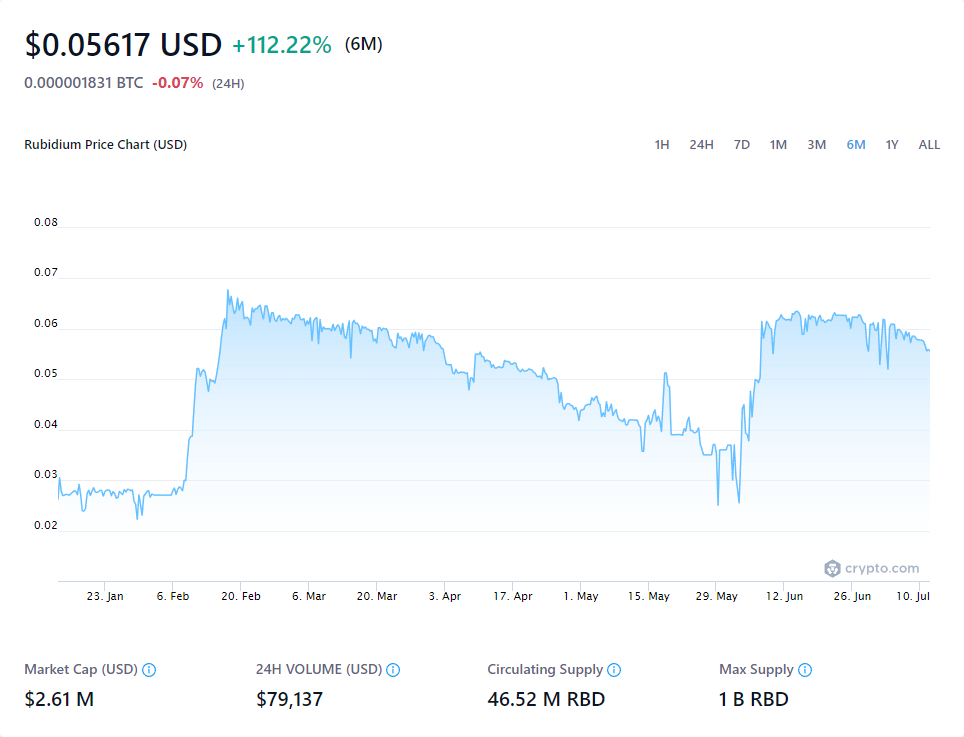 $0.05617 USD +112.22% (6M)
0.000001831 BTC -0.07% (24H)
Rubidium Price Chart (USD) 1H 24H 7D 1M 3M 6M 1Y ALL
0.08
0.07
0.06
0.05
0.04
0.03
0.02
crypto.com
23. Jan 6. Feb 20. Feb 6. Mar 20. Mar 3. Apr 17. Apr 1. May 15. May 29. May 12. Jun 26. Jun 10. Jul
Market Cap (USD) 24H VOLUME (USD) Circulating Supply Max Supply
$2.61 M $79,137 46.52 M RBD 1 B RBD